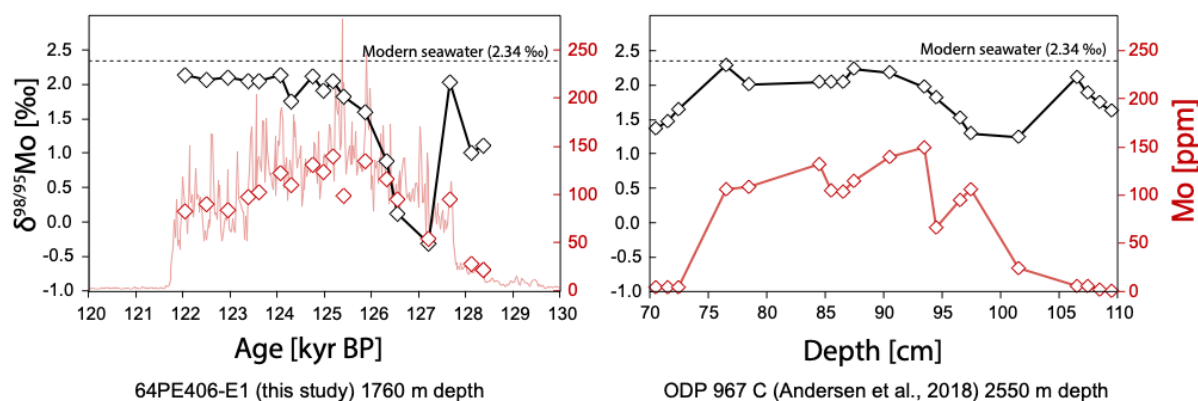 Modern seawater (2.34 ‰)
2.5
2.0
1.5
1.0
0.5
0.0
-0.5
-1.0
δ98/95Mo [‰]
250
200
150
100
50
0
120 121 122 123 124 125 126 127 128 129 130
Age [kyr BP]
64PE406-E1 (this study) 1760 m depth
Modern seawater (2.34 ‰)
2.5
2.0
1.5
1.0
0.5
0.0
-0.5
-1.0
250
200
150
100
50
0
Mo [ppm]
70 75 80 85 90 95 100 105 110
Depth [cm]
ODP 967 C (Andersen et al., 2018) 2550 m depth